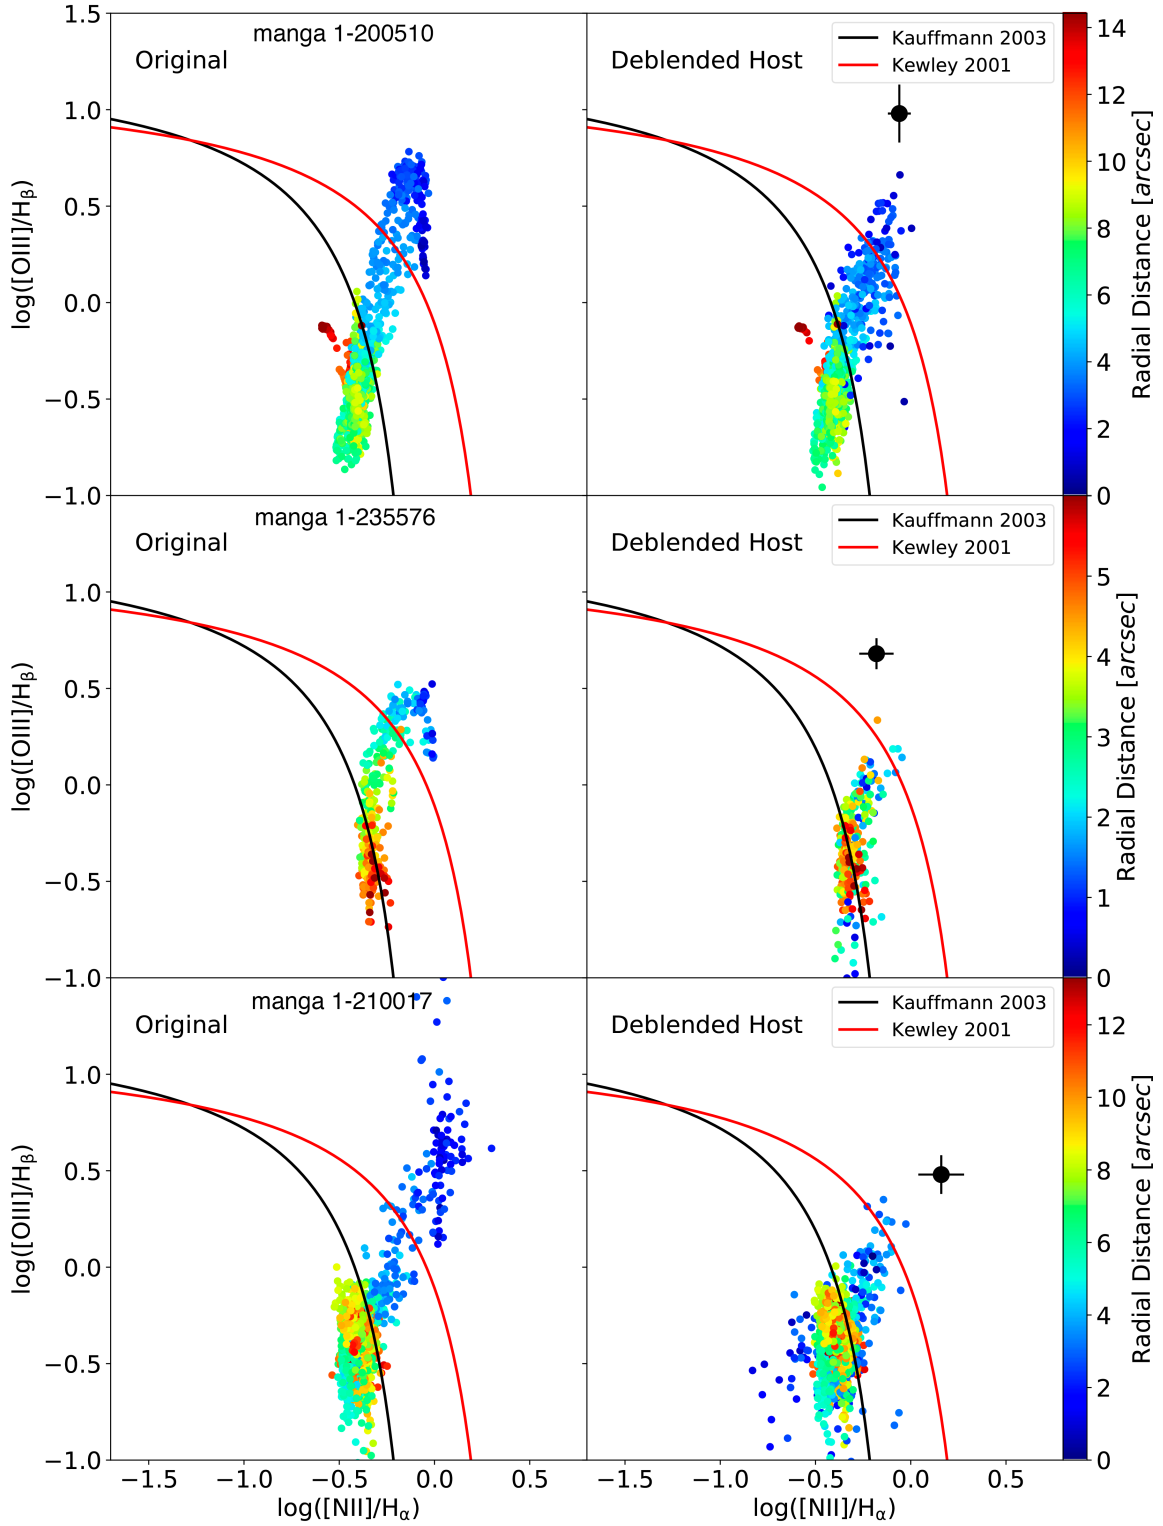 manga 1-200510
Original
Deblended Host
Kauffmann 2003
Kewley 2001
1.5
1.0
0.5
0.0
−0.5
−1.0
log([OIII]/Hβ)
14
12
10
8
6
4
2
0
Radial Distance [arcsec]
manga 1-235576
Original
Deblended Host
Kauffmann 2003
Kewley 2001
1.0
0.5
0.0
−0.5
−1.0
log([OIII]/Hβ)
5
4
3
2
1
0
Radial Distance [arcsec]
manga 1-210017
Original
Deblended Host
Kauffmann 2003
Kewley 2001
1.0
0.5
0.0
−0.5
−1.0
log([OIII]/Hβ)
12
10
8
6
4
2
0
Radial Distance [arcsec]
−1.5 −1.0 −0.5 0.0 0.5
−1.5 −1.0 −0.5 0.0 0.5
log([NII]/Hα)
log([NII]/Hα)